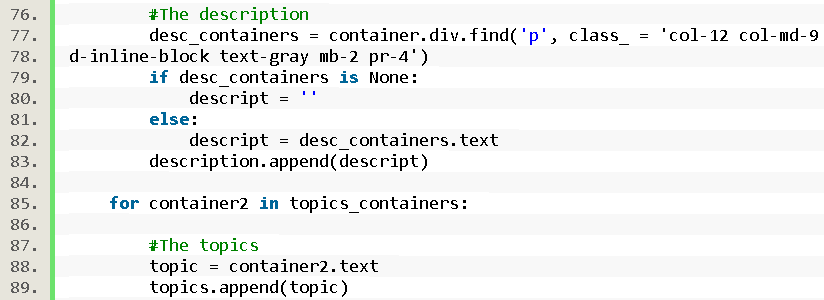 76. #The description
77. desc_containers = container.div.find('p', class_ = 'col-12 col-md-9
78. d-inline-block text-gray mb-2 pr-4')
79. if desc_containers is None:
80. descript = ''
81. else:
82. descript = desc_containers.text
83. description.append(descript)
84.
85. for container2 in topics_containers:
86.
87. #The topics
88. topic = container2.text
89. topics.append(topic)